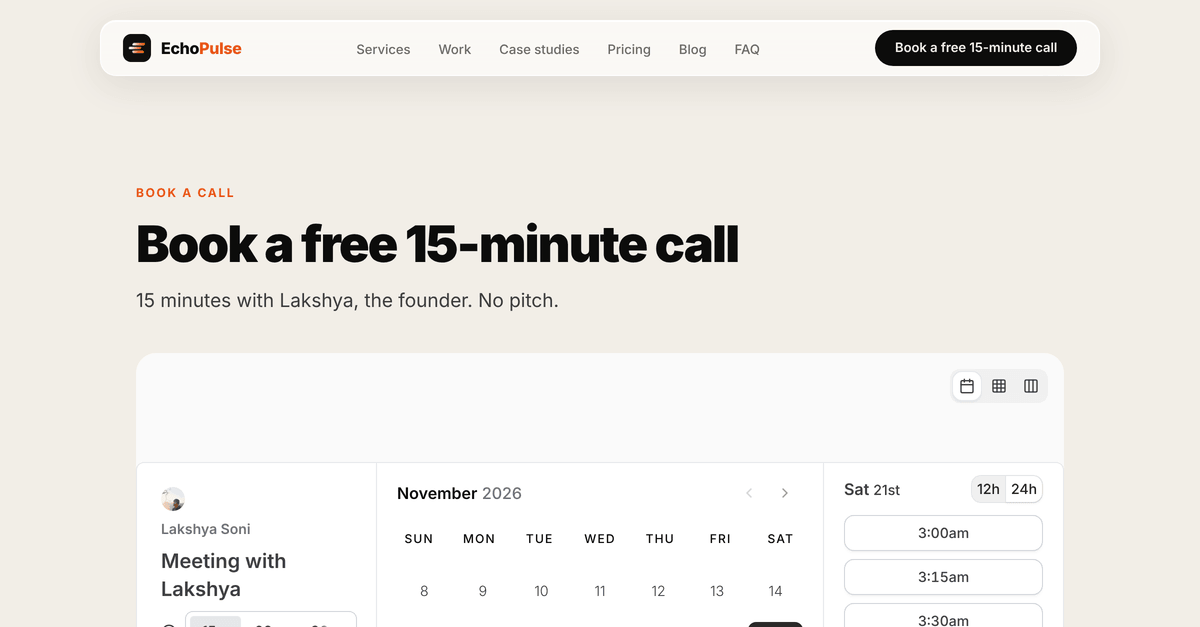 EchoPulse
Services Work Case studies Pricing Blog FAQ
Book a free 15-minute call
BOOK A CALL
Book a free 15-minute call
15 minutes with Lakshya, the founder. No pitch.
Lakshya Soni
Meeting with
Lakshya
November 2026
SUN MON TUE WED THU FRI SAT
8 9 10 11 12 13 14
Sat 21st
12h 24h
3:00am
3:15am
3:30am